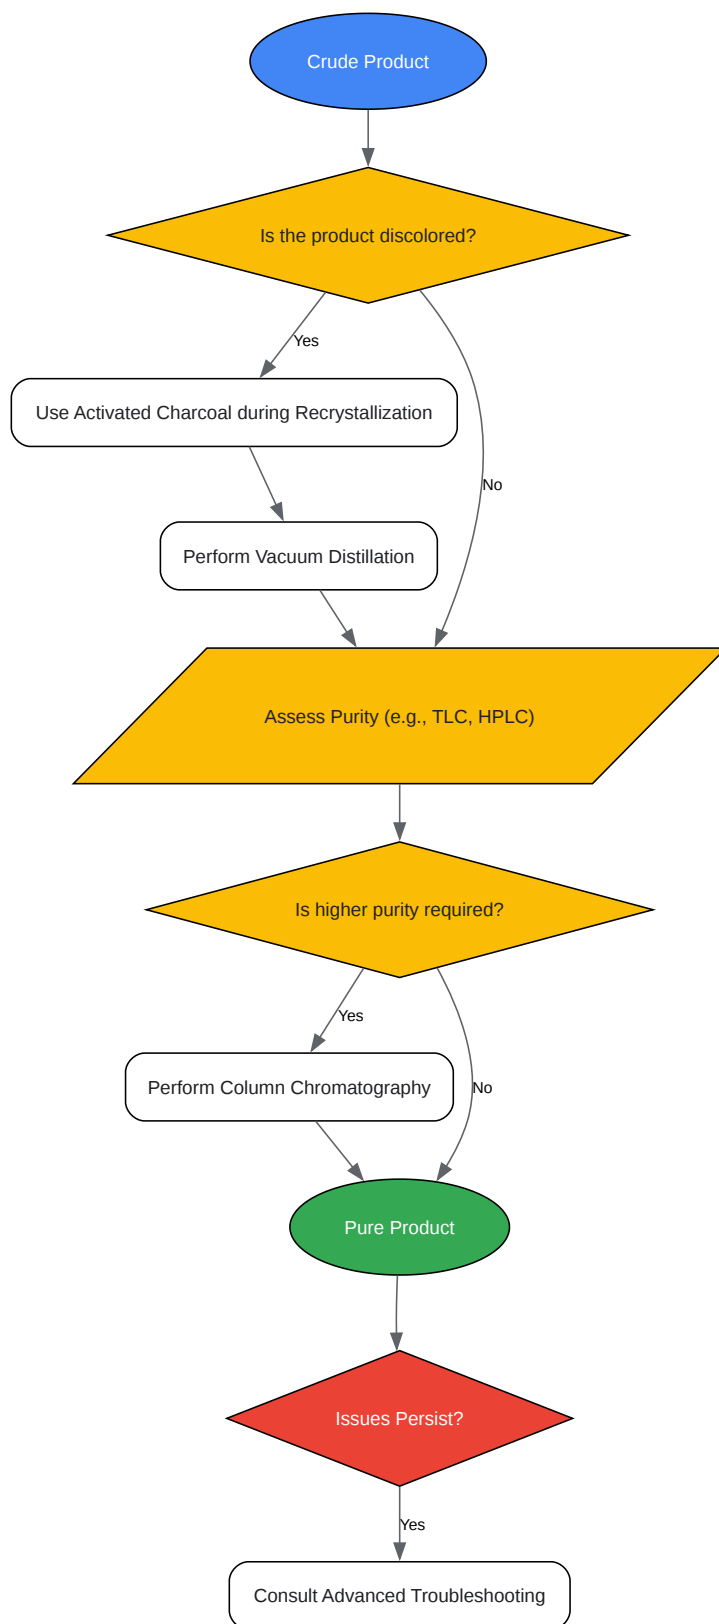 Crude Product
Is the product discolored?
Yes
Use Activated Charcoal during Recrystallization
No
Perform Vacuum Distillation
Assess Purity (e.g., TLC, HPLC)
Is higher purity required?
Yes
Perform Column Chromatography
No
Pure Product
Issues Persist?
Yes
Consult Advanced Troubleshooting